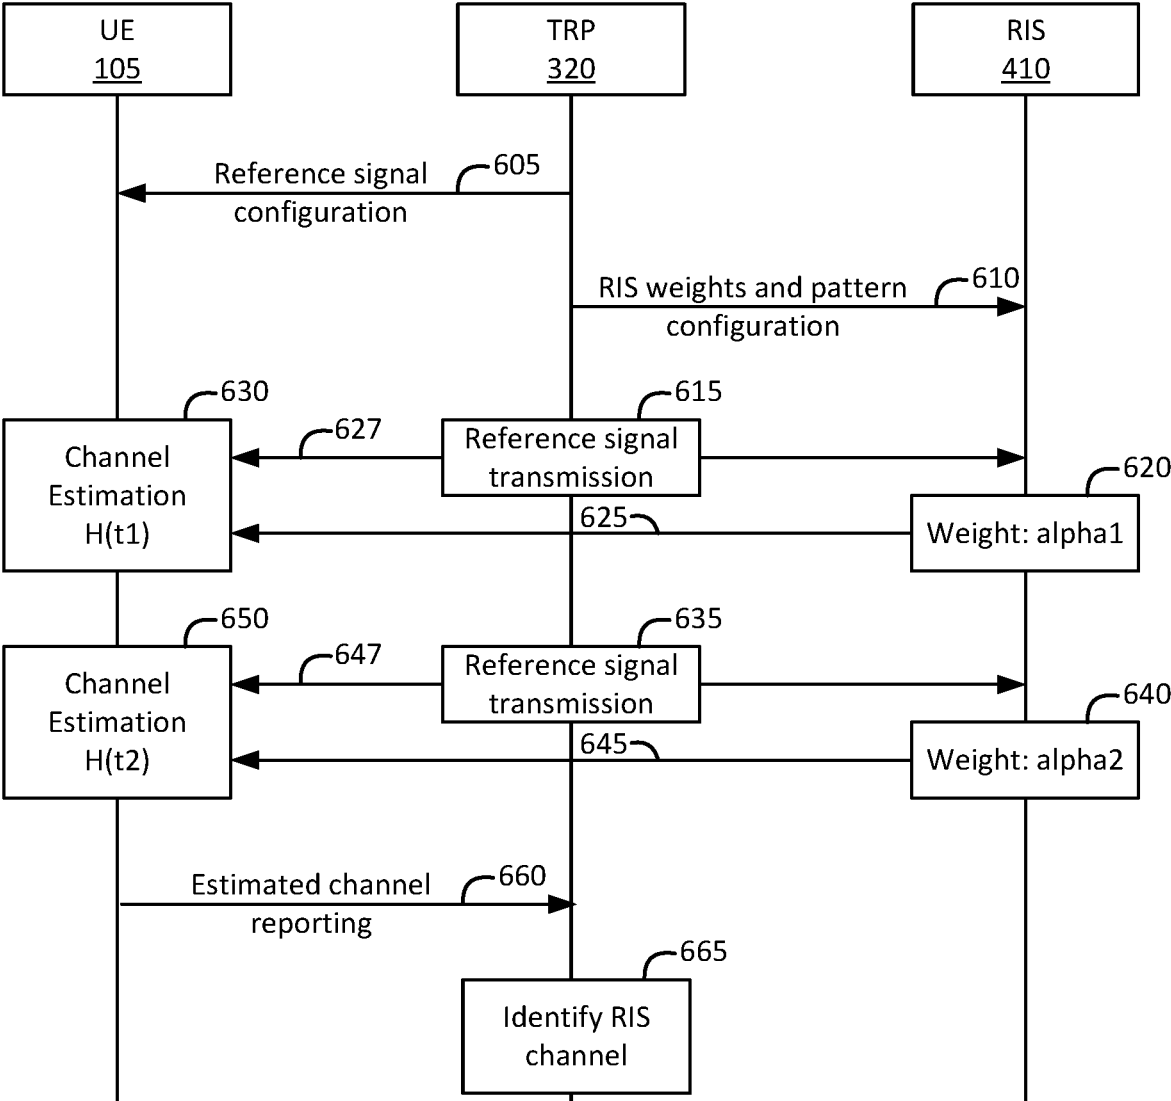 UE
105
TRP
320
RIS
410
605
Reference signal
configuration
610
RIS weights and pattern
configuration
630
Channel
Estimation
H(t1)
627
615
Reference signal
transmission
620
Weight: alpha1
625
650
Channel
Estimation
H(t2)
647
635
Reference signal
transmission
640
Weight: alpha2
645
660
Estimated channel
reporting
665
Identify RIS
channel